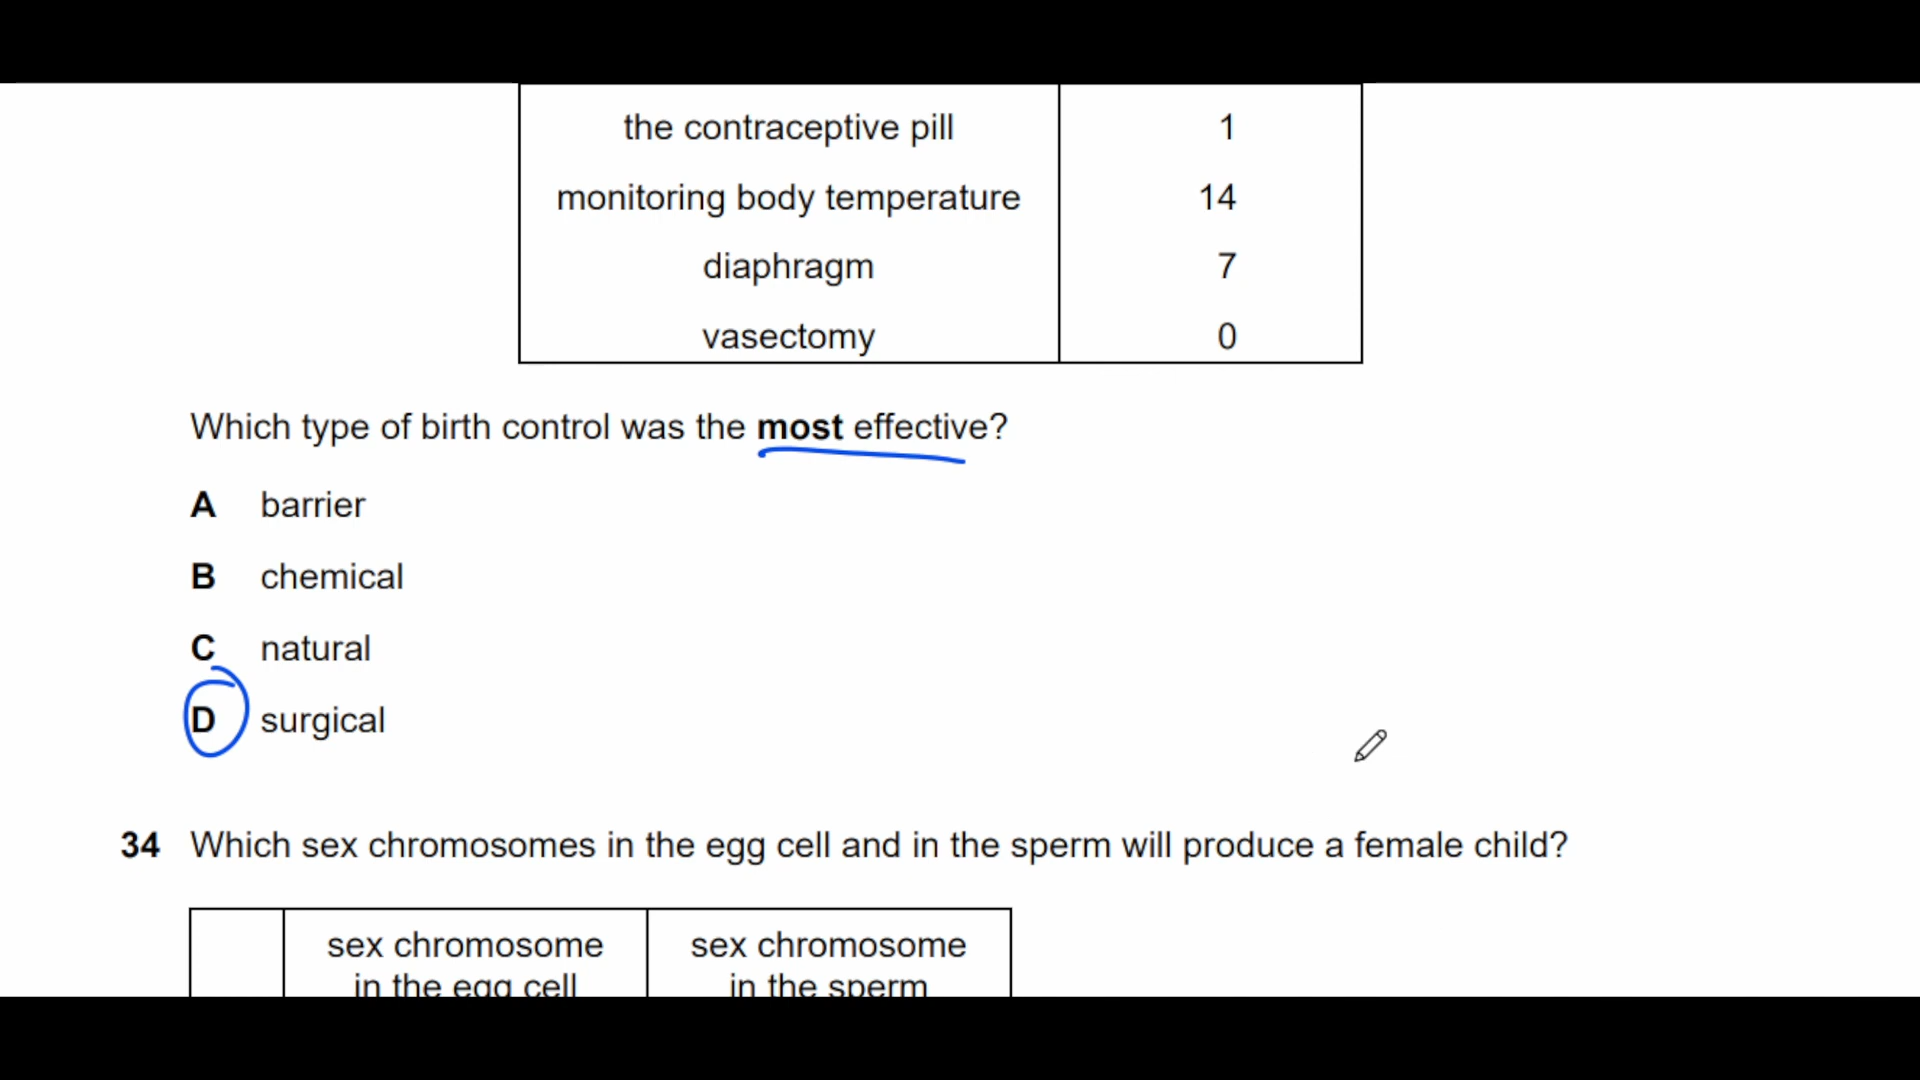 the contraceptive pill 1
monitoring body temperature 14
diaphragm 7
vasectomy 0
Which type of birth control was the most effective?
A barrier
B chemical
C natural
D surgical
34 Which sex chromosomes in the egg cell and in the sperm will produce a female child?
sex chromosome sex chromosome
in the egg cell in the sperm